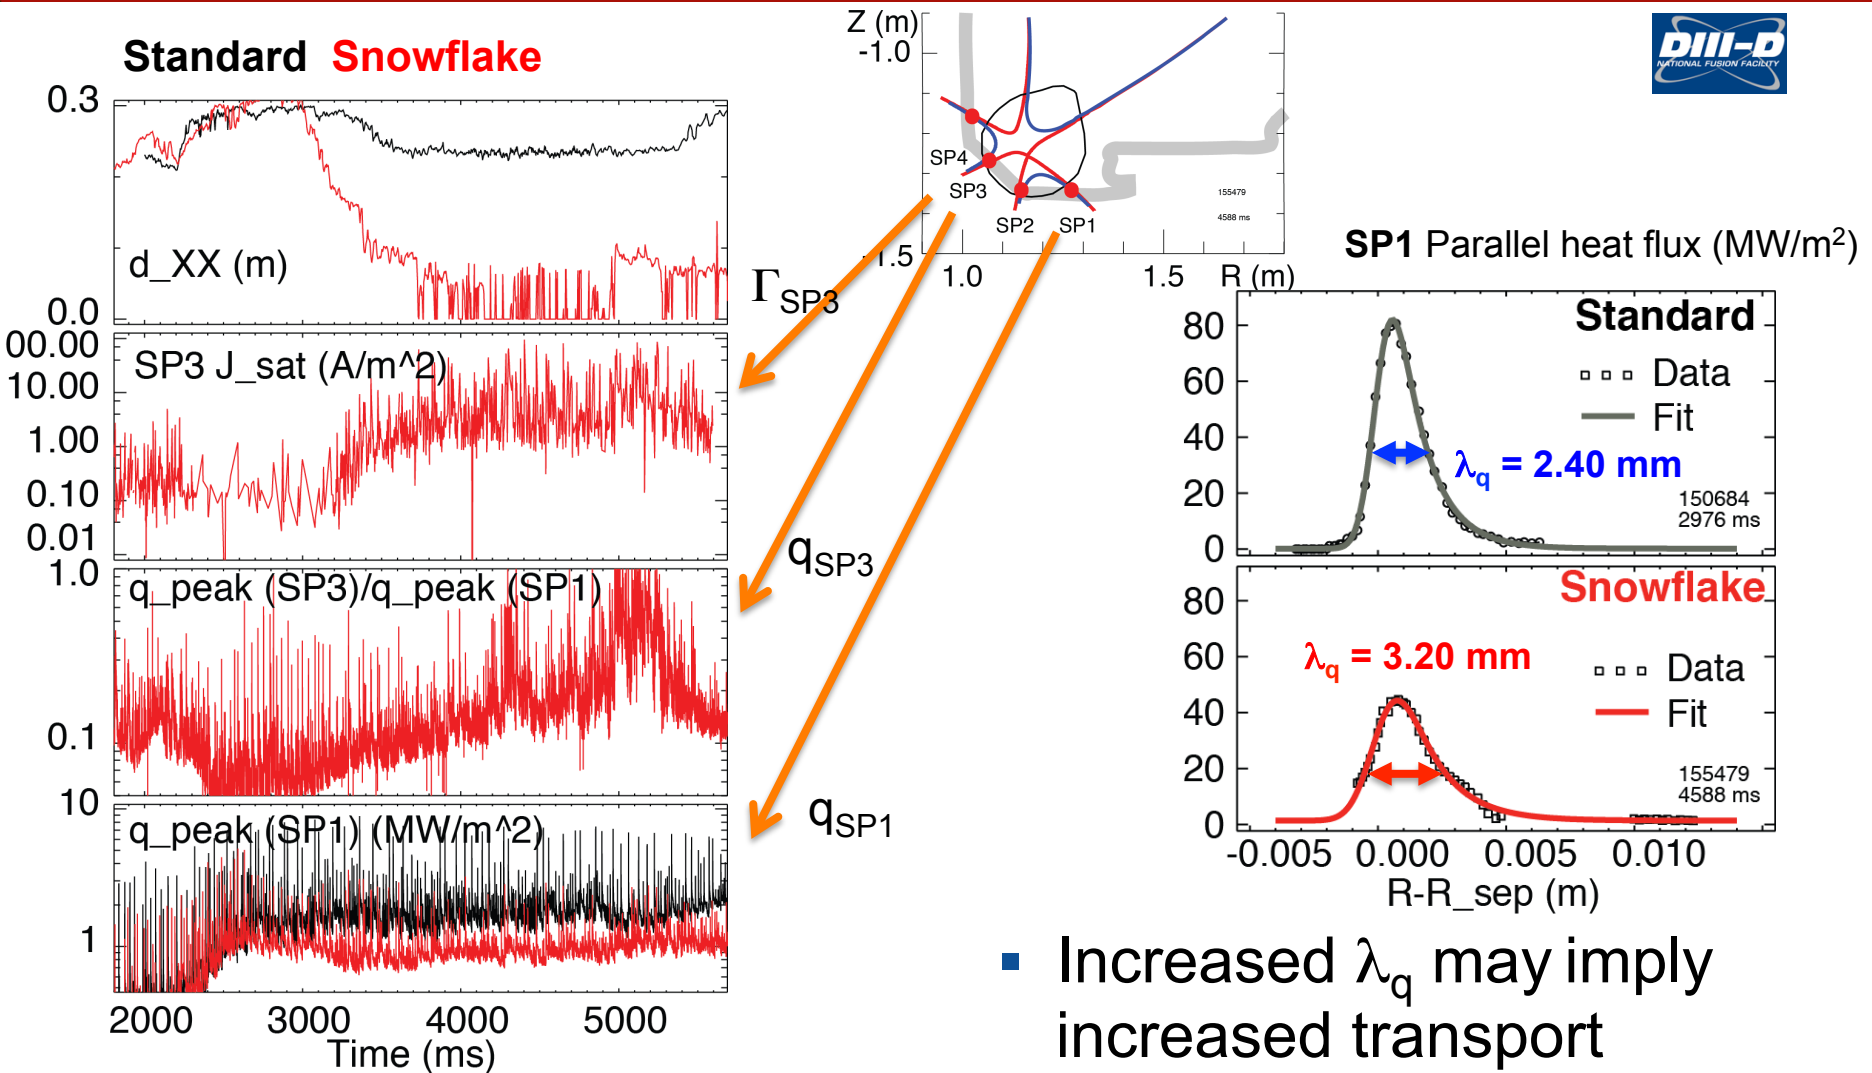 Standard Snowflake
0.3
d_XX (m)
0.0
00.00
SP3 J_sat (A/m^2)
10.00
1.00
0.10
0.01
1.0
q_peak (SP3)/q_peak (SP1)
0.1
10
q_peak (SP1) (MW/m^2)
1
2000 3000 4000 5000
Time (ms)
Z (m)
-1.0
SP4
SP3
SP2 SP1
155479
4588 ms
-1.5
1.0 1.5 R (m)
Γ_SP3
q_SP3
q_SP1
DIII-D
NATIONAL FUSION FACILITY
SP1 Parallel heat flux (MW/m²)
Standard
80
Data
60
Fit
40
λq = 2.40 mm
20
150684
2976 ms
0
Snowflake
80
60
λq = 3.20 mm
Data
40
Fit
20
155479
4588 ms
0
-0.005 0.000 0.005 0.010
R-R_sep (m)
▪ Increased λq may imply
increased transport